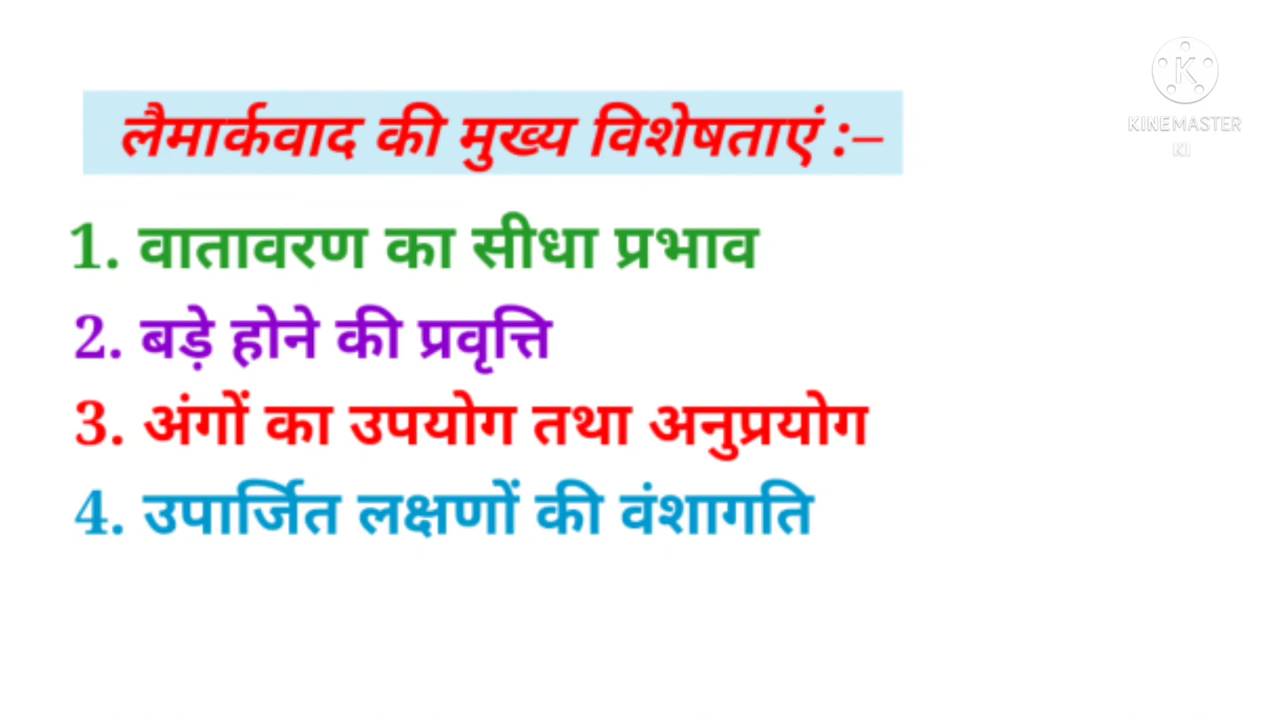 लैमार्कवाद की मुख्य विशेषताएं :–
1. वातावरण का सीधा प्रभाव
2. बड़े होने की प्रवृत्ति
3. अंगों का उपयोग तथा अनुप्रयोग
4. उपार्जित लक्षणों की वंशागति
K
KINEMASTER
KI